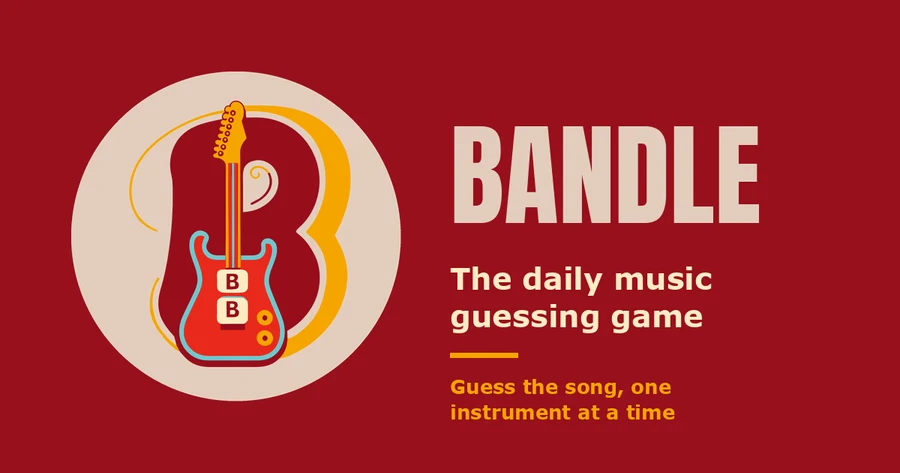 B
B
BANDLE
The daily music
guessing game
Guess the song, one
instrument at a time